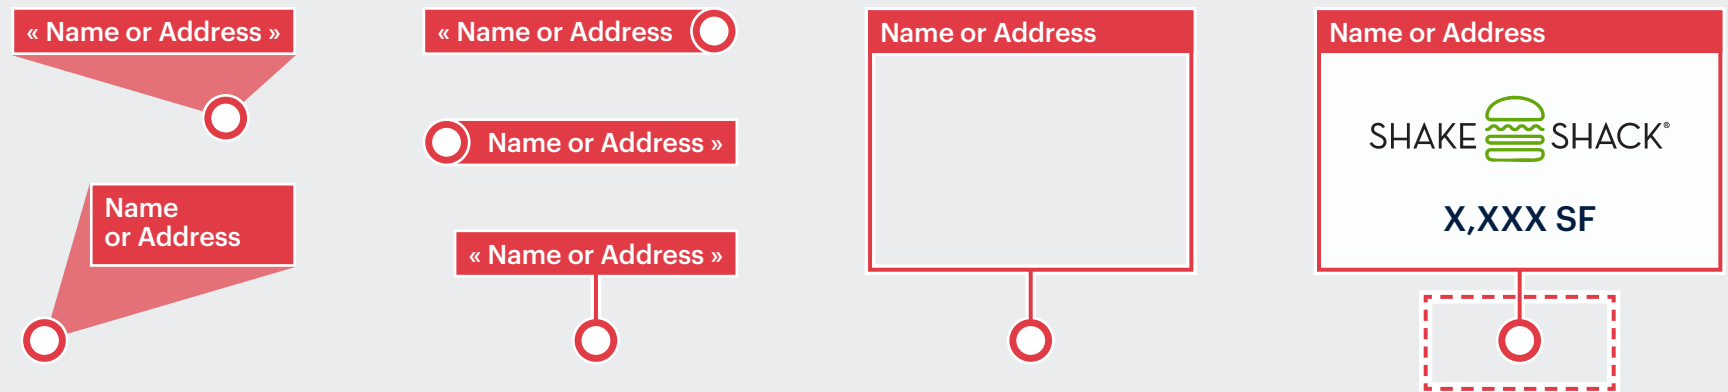 « Name or Address »
Name
or Address
« Name or Address
Name or Address »
« Name or Address »
Name or Address
Name or Address
SHAKE SHACK®
X,XXX SF